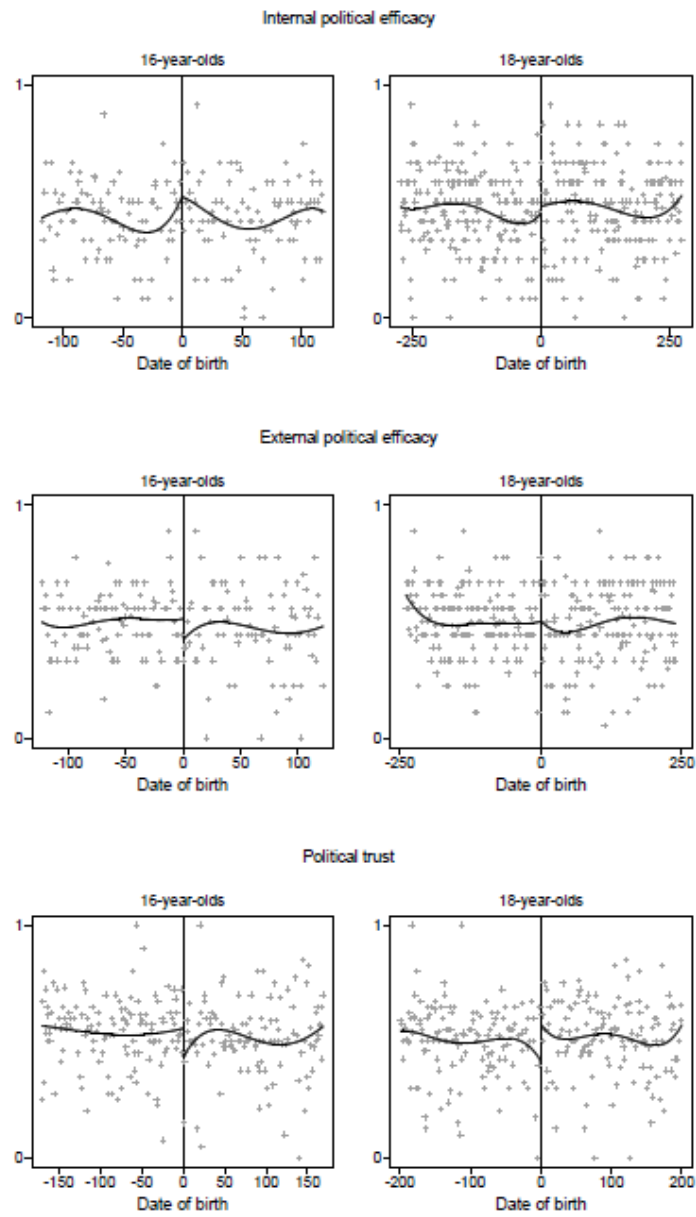 Internal political efficacy
16-year-olds 18-year-olds
1
0
-100 -50 0 50 100 -250 0 250
Date of birth Date of birth
External political efficacy
16-year-olds 18-year-olds
1 1
0 0
-100 -50 0 50 100 -250 0 250
Date of birth Date of birth
Political trust
16-year-olds 18-year-olds
1 1
0 0
-150 -100 -50 0 50 100 150 -200 -100 0 100 200
Date of birth Date of birth